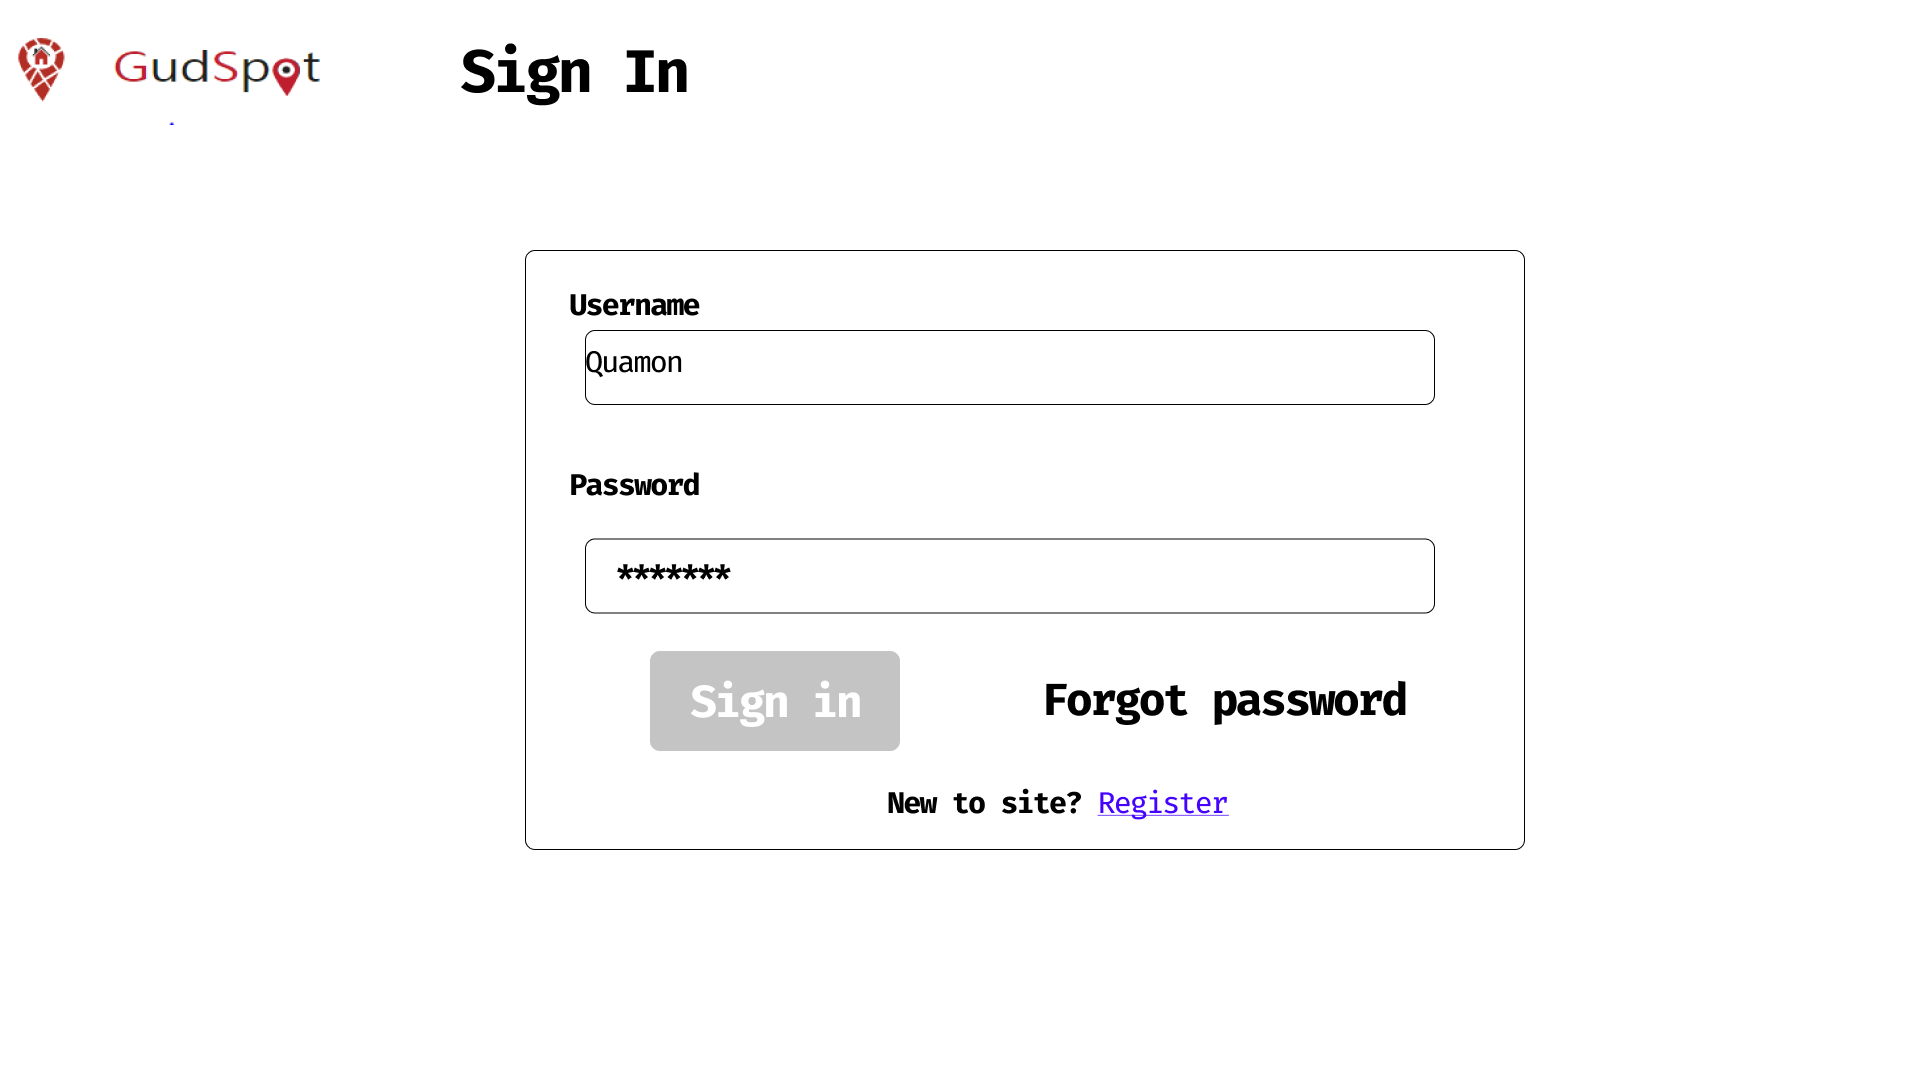 GudSpot
Sign In
Username
Quamon
Password
*******
Sign in
Forgot password
New to site? Register